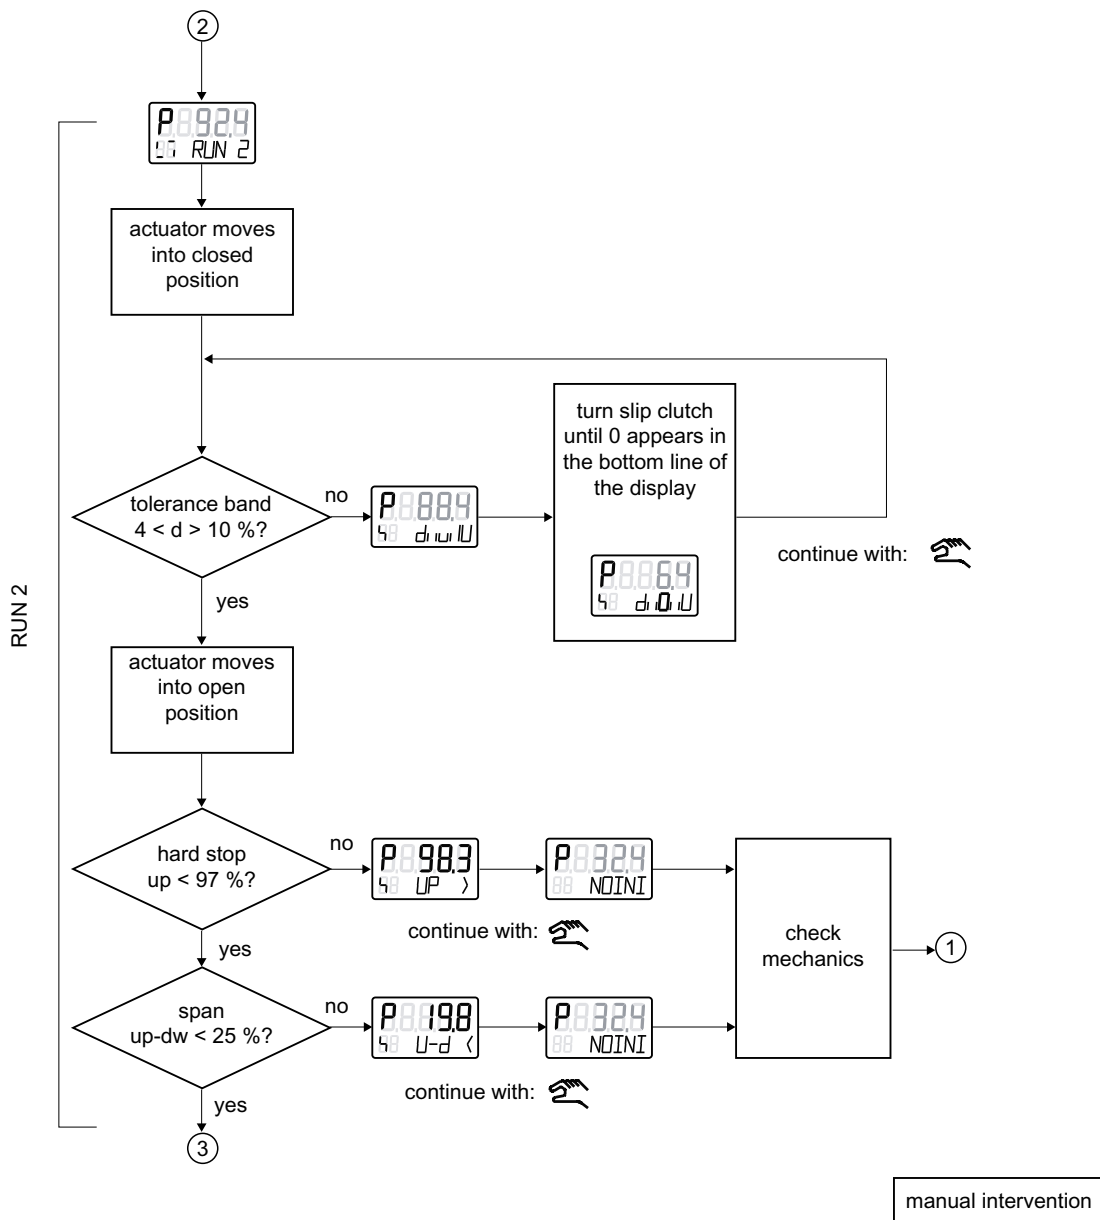 2
P 92.4
RUN 2
actuator moves
into closed
position
tolerance band
4 < d > 10 %?
no
P 88.4
turn slip clutch
until 0 appears in
the bottom line of
the display
P 6.4
continue with:
yes
RUN 2
actuator moves
into open
position
hard stop
up < 97 %?
no
P 98.3
UP >
P 32.4
NOINI
continue with:
check
mechanics
1
yes
span
up-dw < 25 %?
no
P 19.8
U-d <
P 32.4
NOINI
continue with:
yes
3
manual intervention